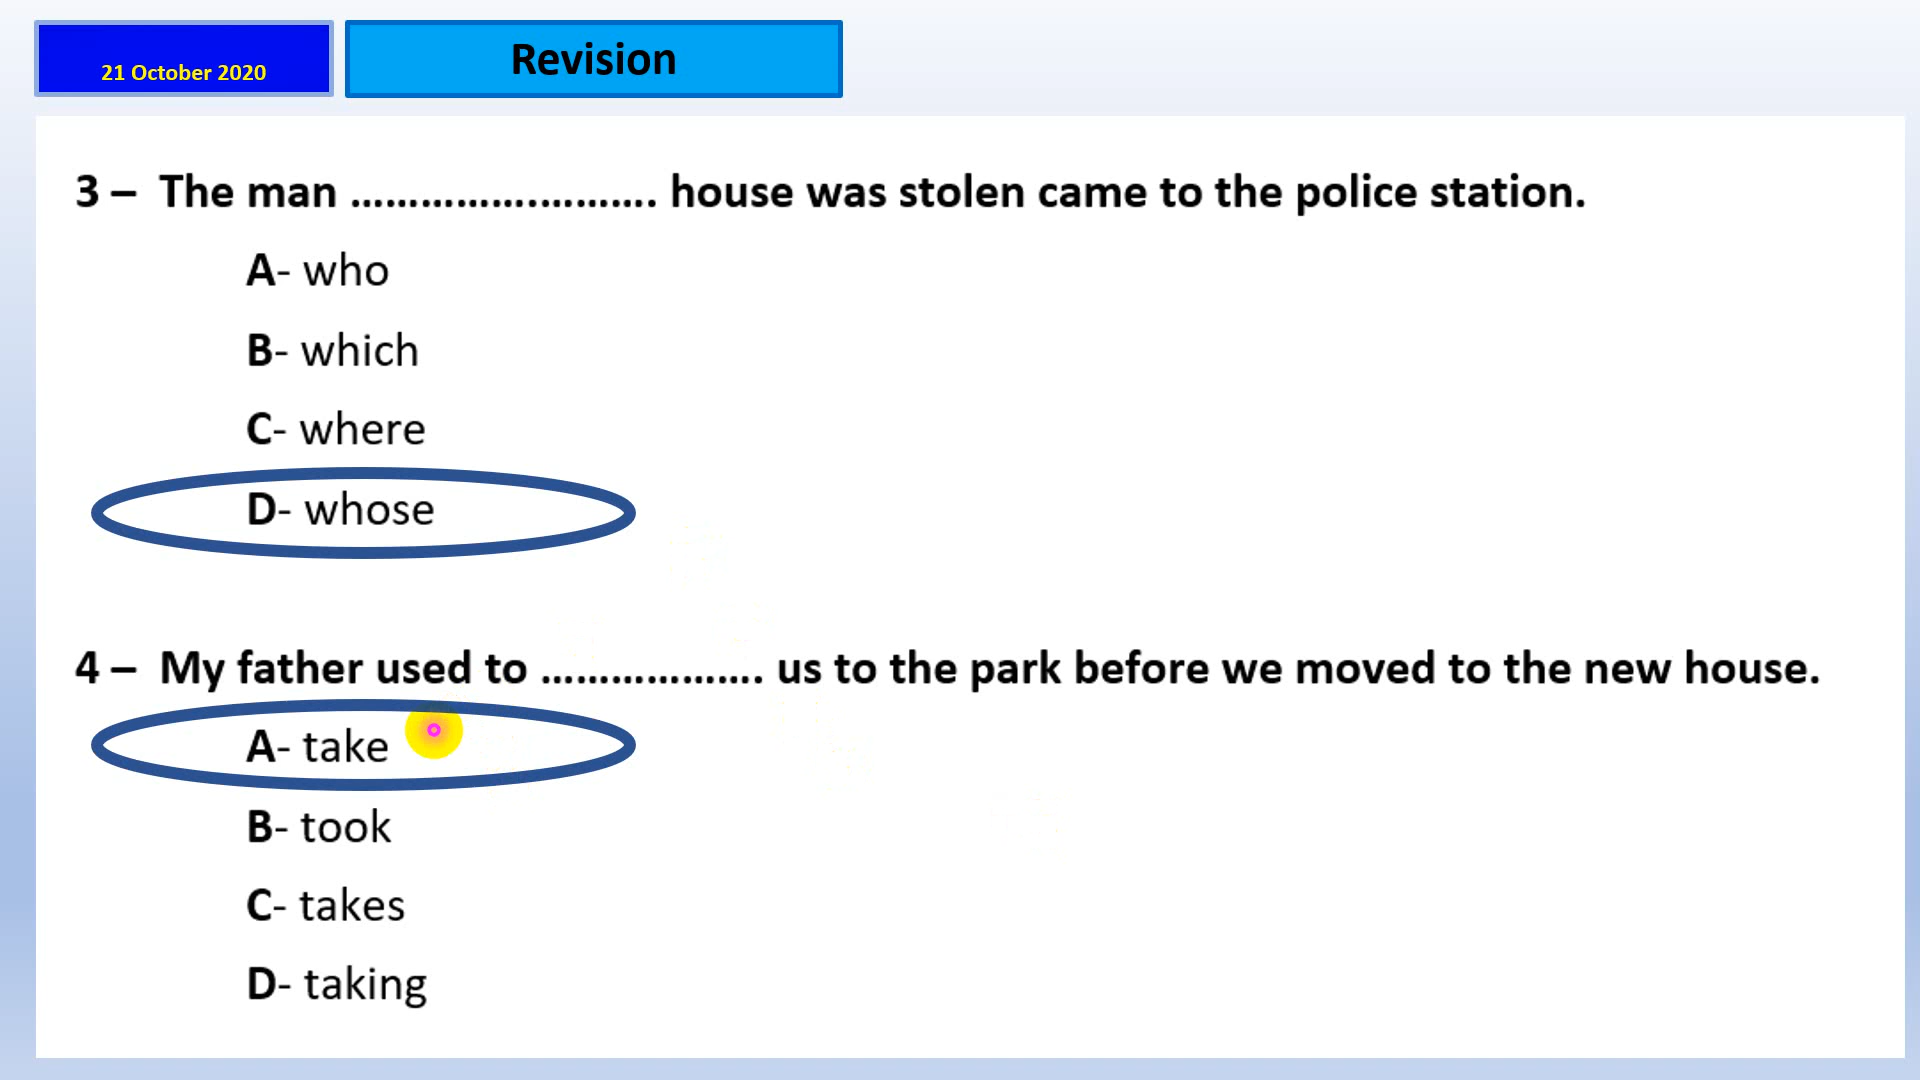 21 October 2020
Revision
3 – The man ………………………. house was stolen came to the police station.
A- who
B- which
C- where
D- whose
4 – My father used to ………………. us to the park before we moved to the new house.
A- take
B- took
C- takes
D- taking